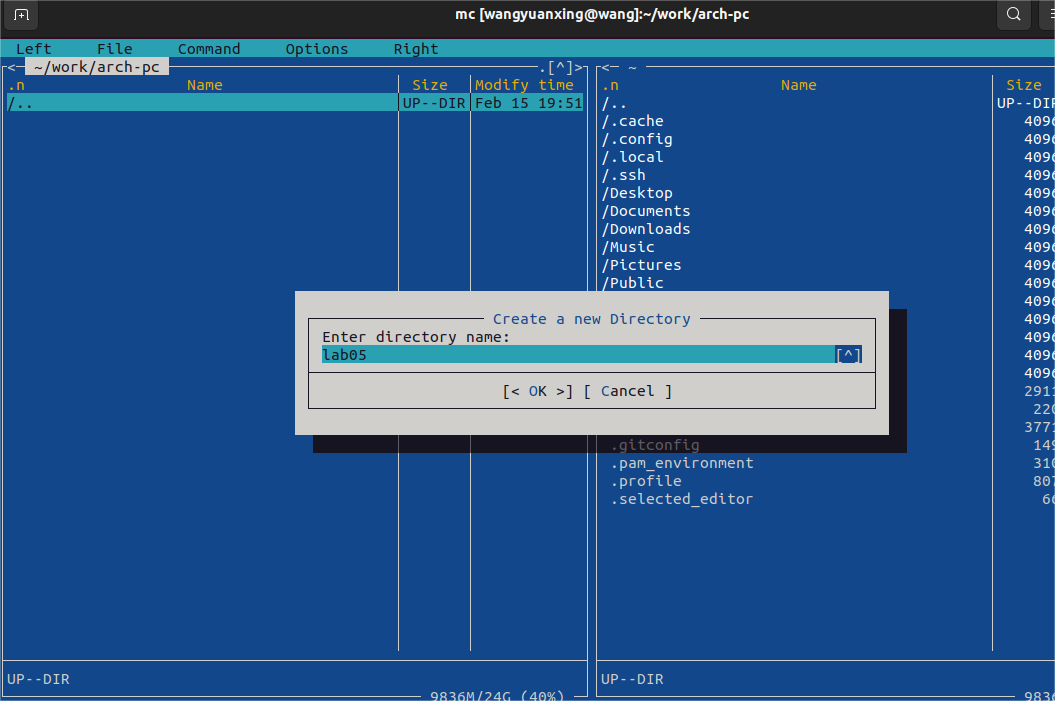 mc [wangyuanxing@wang]:~/work/arch-pc
Left File Command Options Right
<─ ~/work/arch-pc .[^]>
<─ ~
.n Name Size Modify time
.n Name Size
/.. UP--DIR Feb 15 19:51
/.. UP--DIR
/.cache 4096
/.config 4096
/.local 4096
/.ssh 4096
/Desktop 4096
/Documents 4096
/Downloads 4096
/Music 4096
/Pictures 4096
/Public 4096
4096
Create a new Directory
4096
Enter directory name:
4096
lab05 [^]
4096
4096
[< OK >] [ Cancel ]
2911
220
3771
.gitconfig 149
.pam_environment 310
.profile 807
.selected_editor 66
UP--DIR
UP--DIR
9836M/24G (40%)
9836